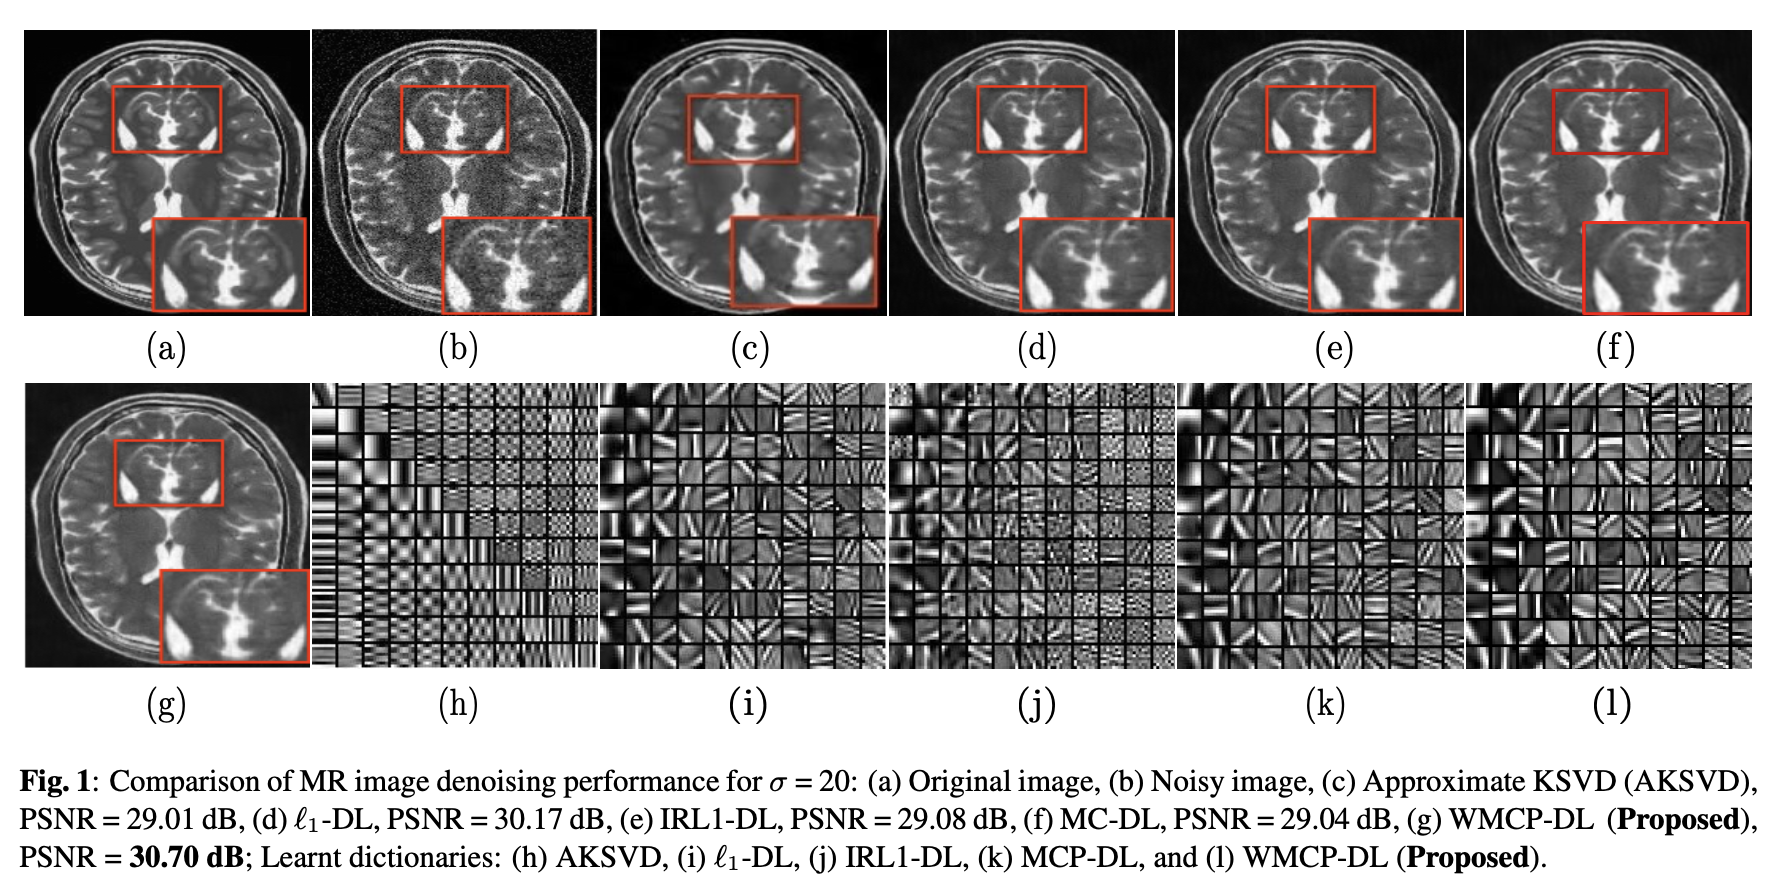 (a) (b) (c) (d) (e) (f)
(g) (h) (i) (j) (k) (l)
Fig. 1: Comparison of MR image denoising performance for σ = 20: (a) Original image, (b) Noisy image, (c) Approximate KSVD (AKSVD),
PSNR = 29.01 dB, (d) ℓ₁-DL, PSNR = 30.17 dB, (e) IRL1-DL, PSNR = 29.08 dB, (f) MC-DL, PSNR = 29.04 dB, (g) WMCP-DL (Proposed),
PSNR = 30.70 dB; Learnt dictionaries: (h) AKSVD, (i) ℓ₁-DL, (j) IRL1-DL, (k) MCP-DL, and (l) WMCP-DL (Proposed).